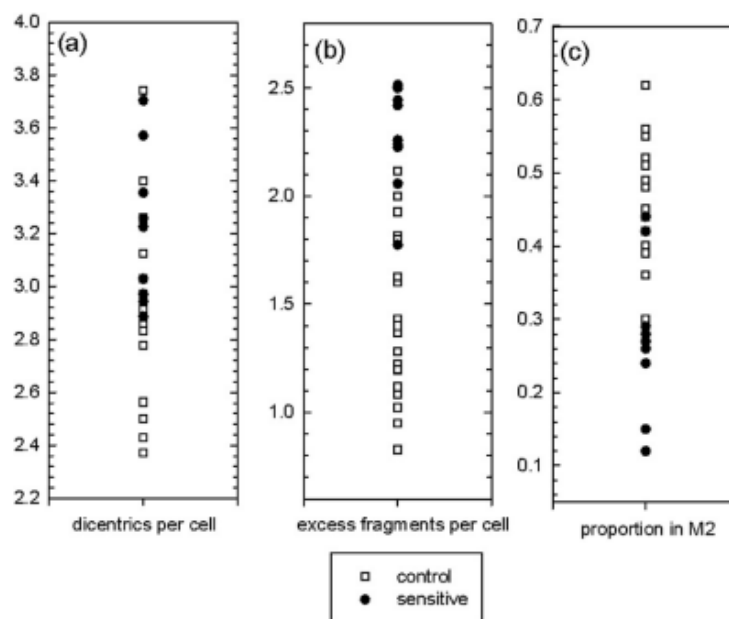 (a)
4.0
3.8
3.6
3.4
3.2
3.0
2.8
2.6
2.4
2.2
dicentrics per cell
(b)
2.5
2.0
1.5
1.0
excess fragments per cell
(c)
0.7
0.6
0.5
0.4
0.3
0.2
0.1
proportion in M2
control
sensitive